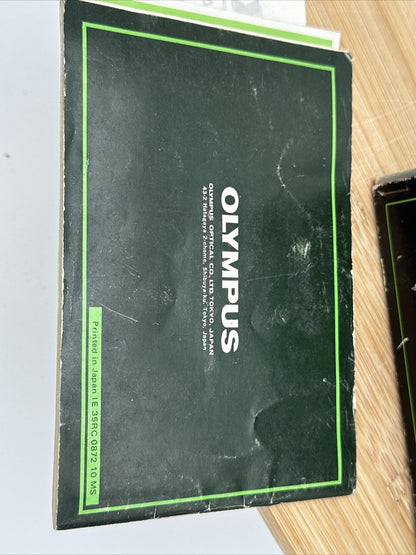 OLYMPUS
OLYMPUS OPTICAL CO., LTD. TOKYO, JAPAN
43-2 Hatagaya 2-chome, Shibuya-ku, Tokyo, Japan
Printed in Japan I E 35RC 0872 10 MS